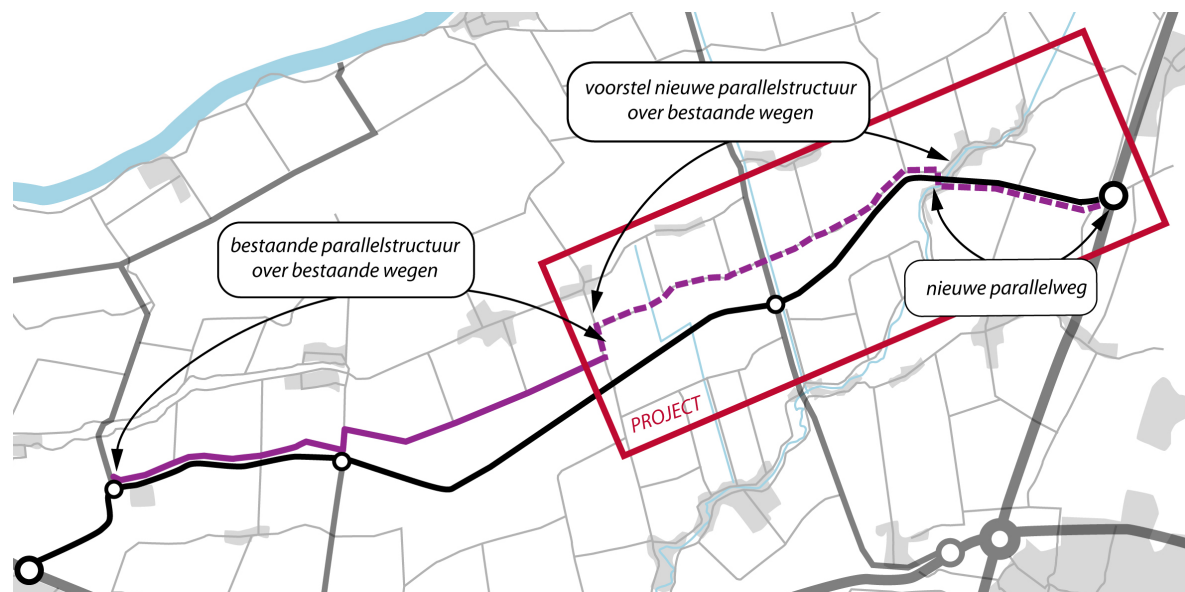 voorstel nieuwe parallelstructuur
over bestaande wegen
bestaande parallelstructuur
over bestaande wegen
nieuwe parallelweg
PROJECT